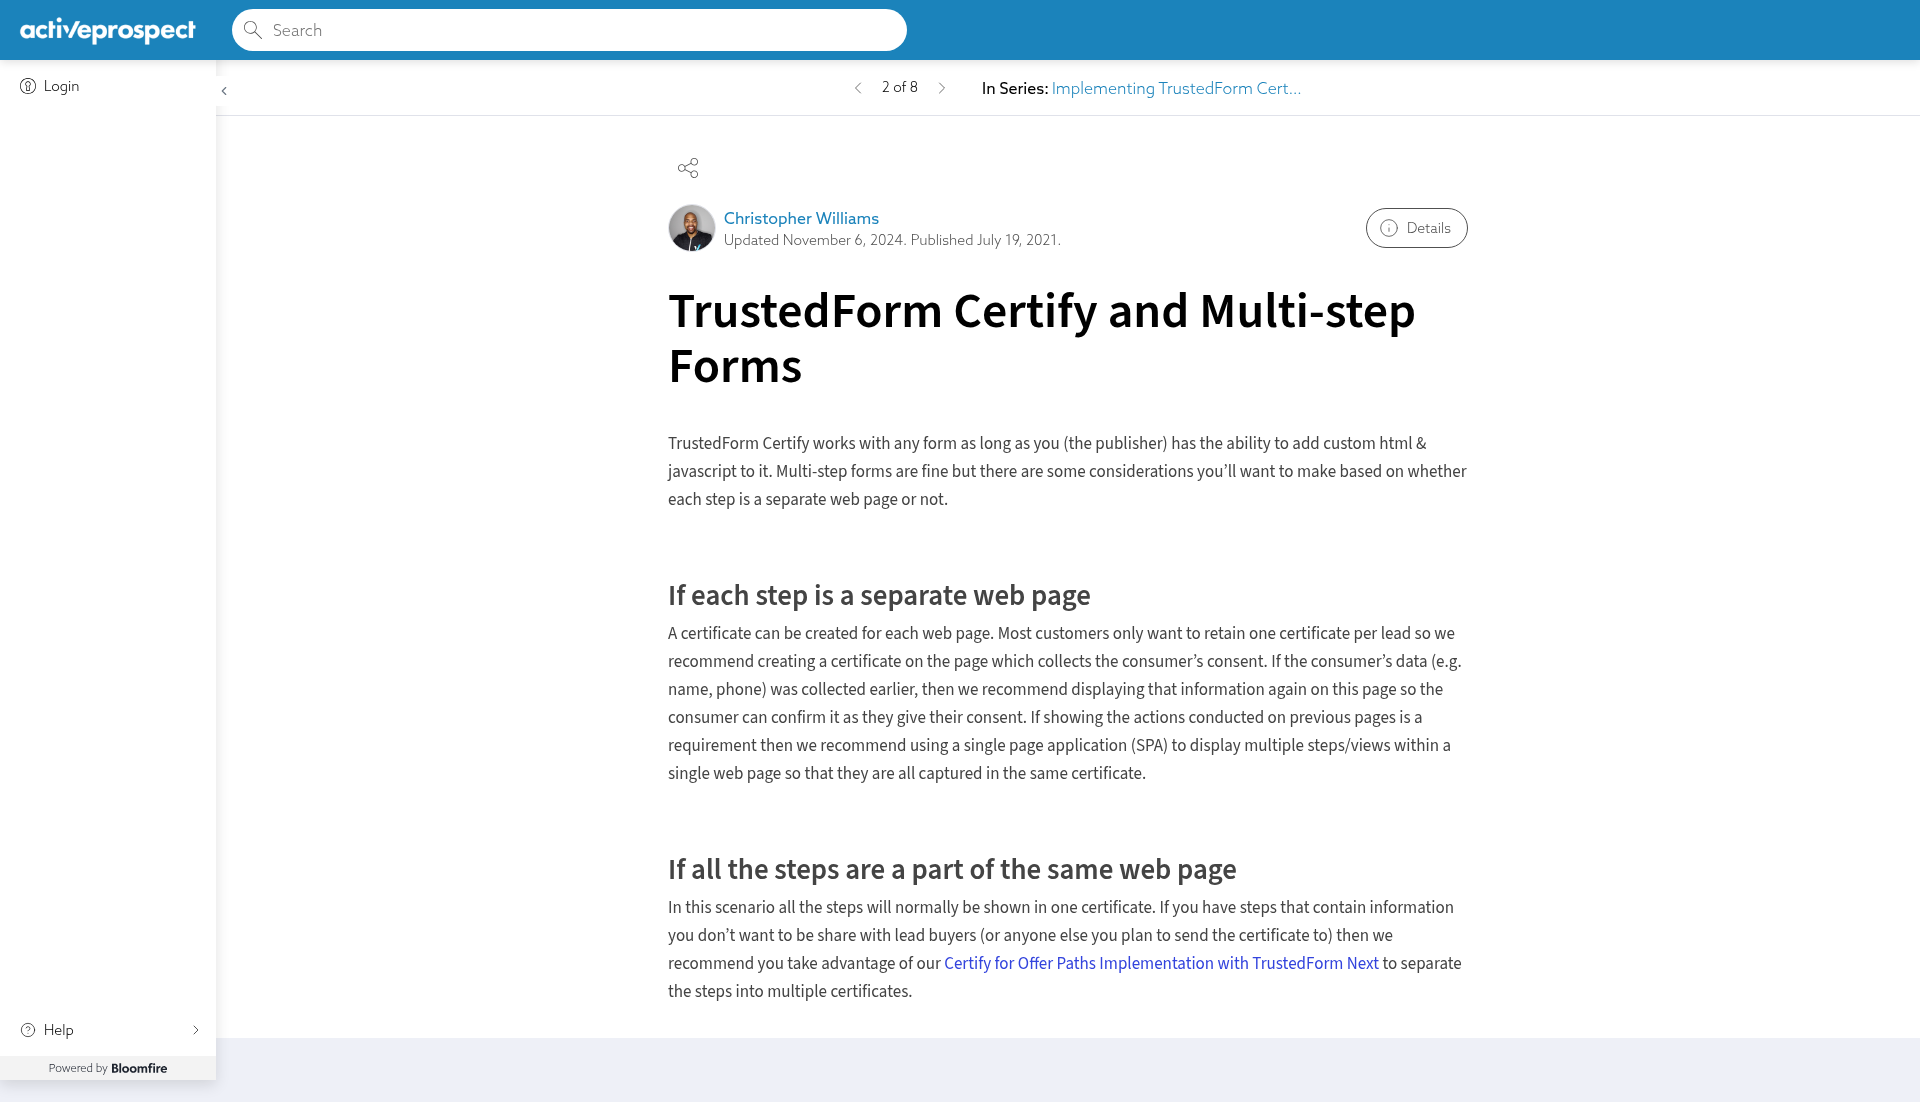 activeprospect
Search
Login
2 of 8
In Series: Implementing TrustedForm Cert...
Christopher Williams
Updated November 6, 2024. Published July 19, 2021.
Details
TrustedForm Certify and Multi-step
Forms
TrustedForm Certify works with any form as long as you (the publisher) has the ability to add custom html &
javascript to it. Multi-step forms are fine but there are some considerations you’ll want to make based on whether
each step is a separate web page or not.
If each step is a separate web page
A certificate can be created for each web page. Most customers only want to retain one certificate per lead so we
recommend creating a certificate on the page which collects the consumer’s consent. If the consumer’s data (e.g.
name, phone) was collected earlier, then we recommend displaying that information again on this page so the
consumer can confirm it as they give their consent. If showing the actions conducted on previous pages is a
requirement then we recommend using a single page application (SPA) to display multiple steps/views within a
single web page so that they are all captured in the same certificate.
If all the steps are a part of the same web page
In this scenario all the steps will normally be shown in one certificate. If you have steps that contain information
you don’t want to be share with lead buyers (or anyone else you plan to send the certificate to) then we
recommend you take advantage of our Certify for Offer Paths Implementation with TrustedForm Next to separate
the steps into multiple certificates.
Help
Powered by Bloomfire